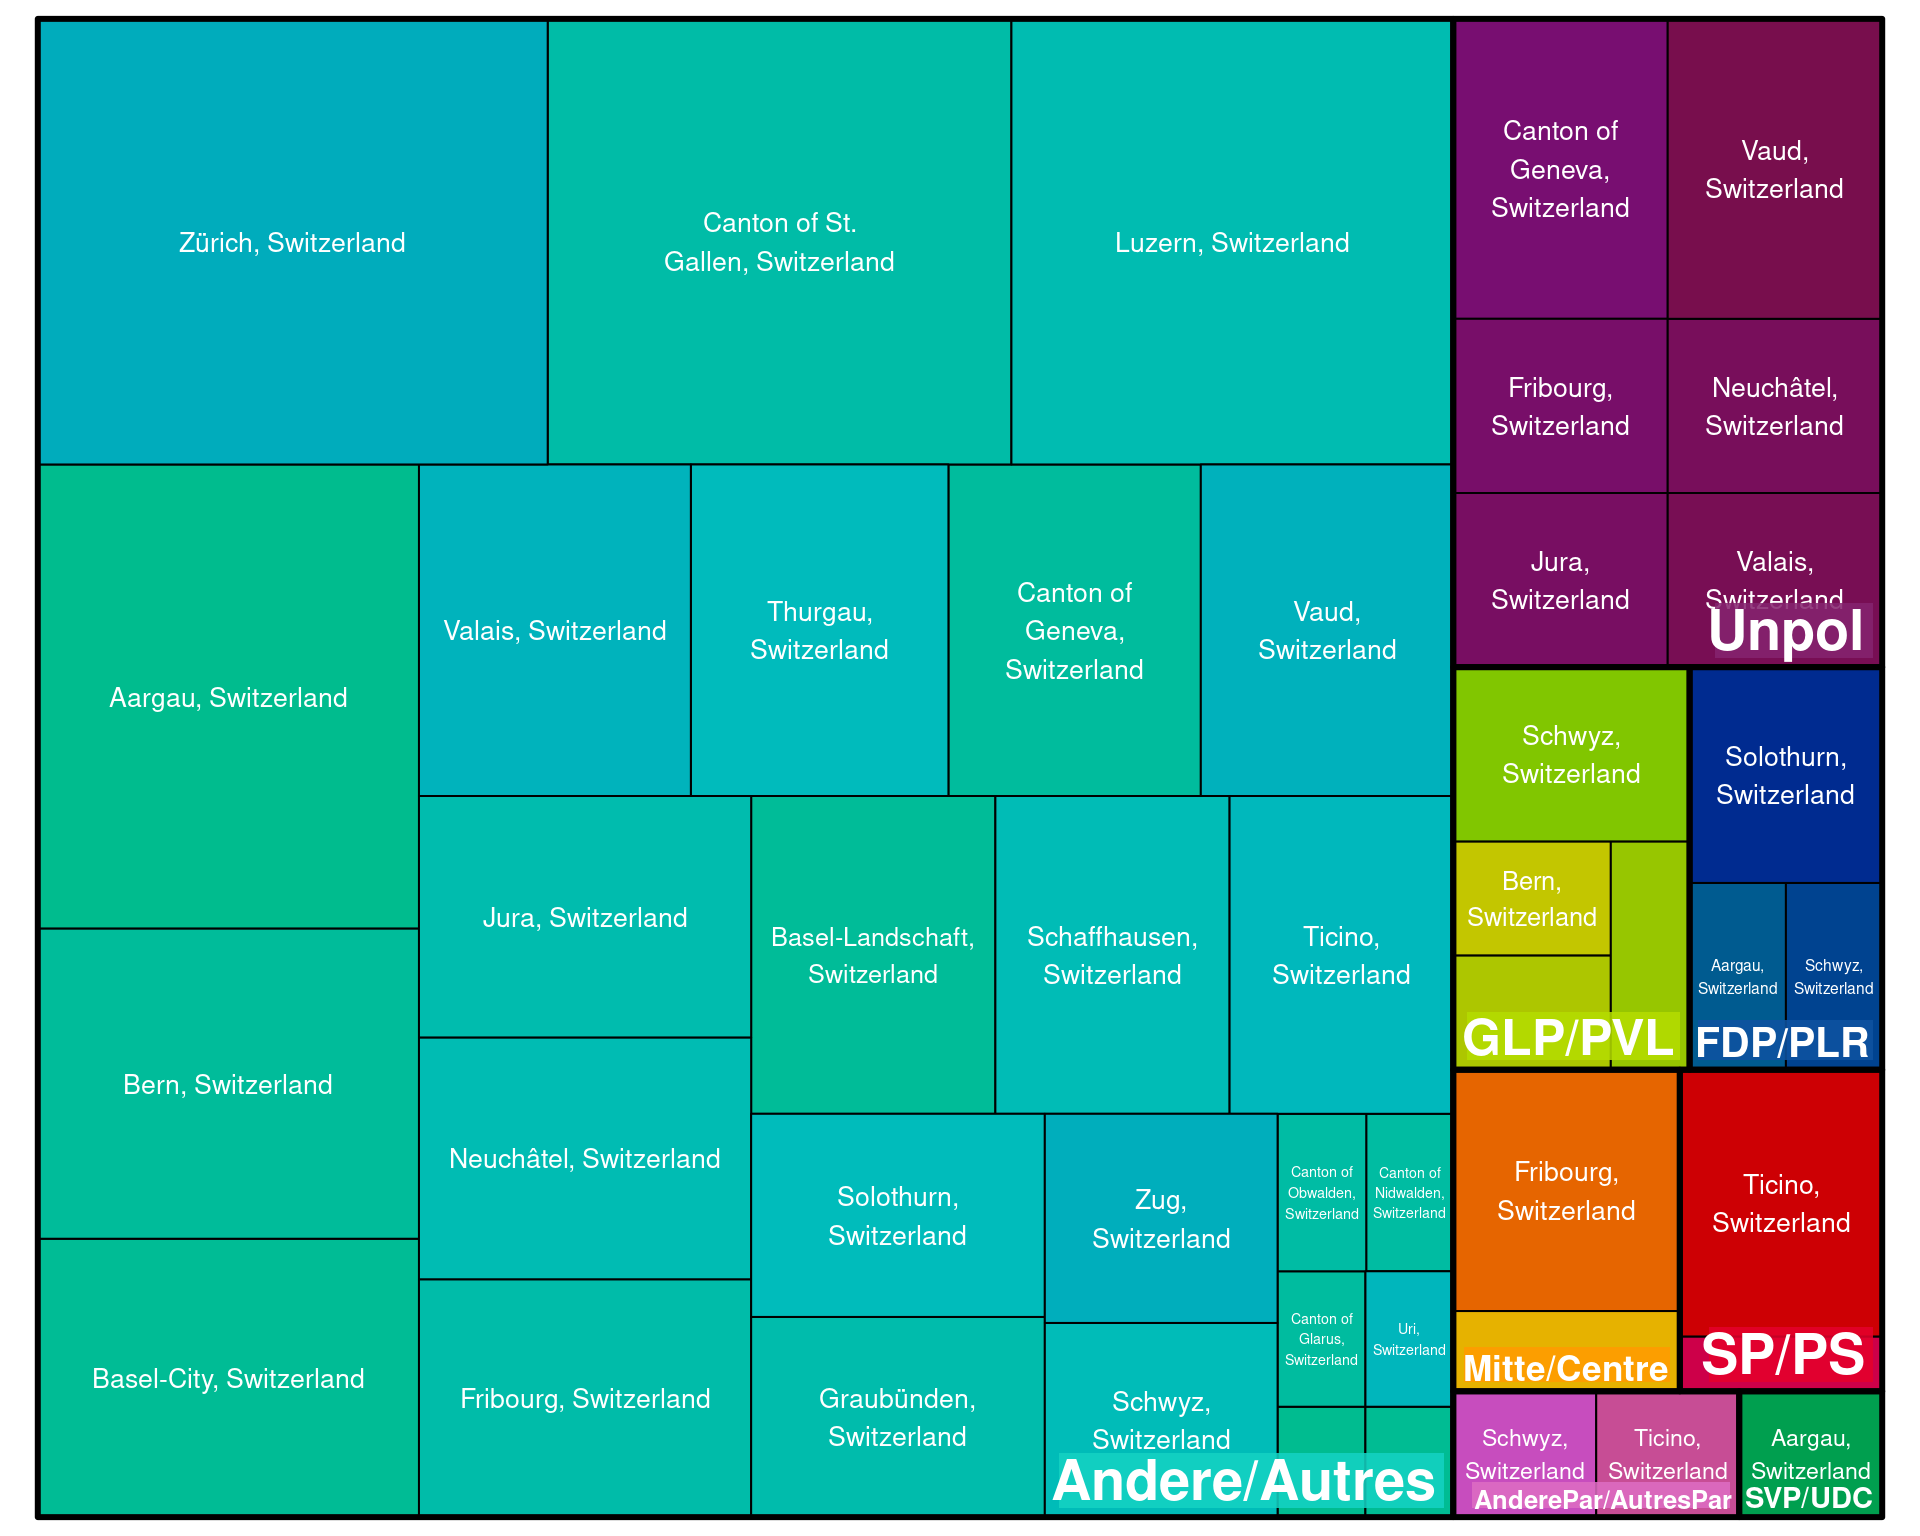 Zürich, Switzerland
Canton of St.
Gallen, Switzerland
Luzern, Switzerland
Aargau, Switzerland
Valais, Switzerland
Thurgau,
Switzerland
Canton of
Geneva,
Switzerland
Vaud,
Switzerland
Bern, Switzerland
Jura, Switzerland
Basel-Landschaft,
Switzerland
Schaffhausen,
Switzerland
Ticino,
Switzerland
Neuchâtel, Switzerland
Basel-City, Switzerland
Fribourg, Switzerland
Solothurn,
Switzerland
Zug,
Switzerland
Canton of
Obwalden,
Switzerland
Canton of
Nidwalden,
Switzerland
Canton of
Glarus,
Switzerland
Uri,
Switzerland
Graubünden,
Switzerland
Schwyz,
Switzerland
Andere/Autres
Canton of
Geneva,
Switzerland
Vaud,
Switzerland
Fribourg,
Switzerland
Neuchâtel,
Switzerland
Jura,
Switzerland
Valais,
Switzerland
Unpol
Schwyz,
Switzerland
Bern,
Switzerland
GLP/PVL
Solothurn,
Switzerland
Aargau,
Switzerland
Schwyz,
Switzerland
FDP/PLR
Fribourg,
Switzerland
Mitte/Centre
Ticino,
Switzerland
SP/PS
Schwyz,
Switzerland
Ticino,
Switzerland
AnderePar/AutresPar
Aargau,
Switzerland
SVP/UDC